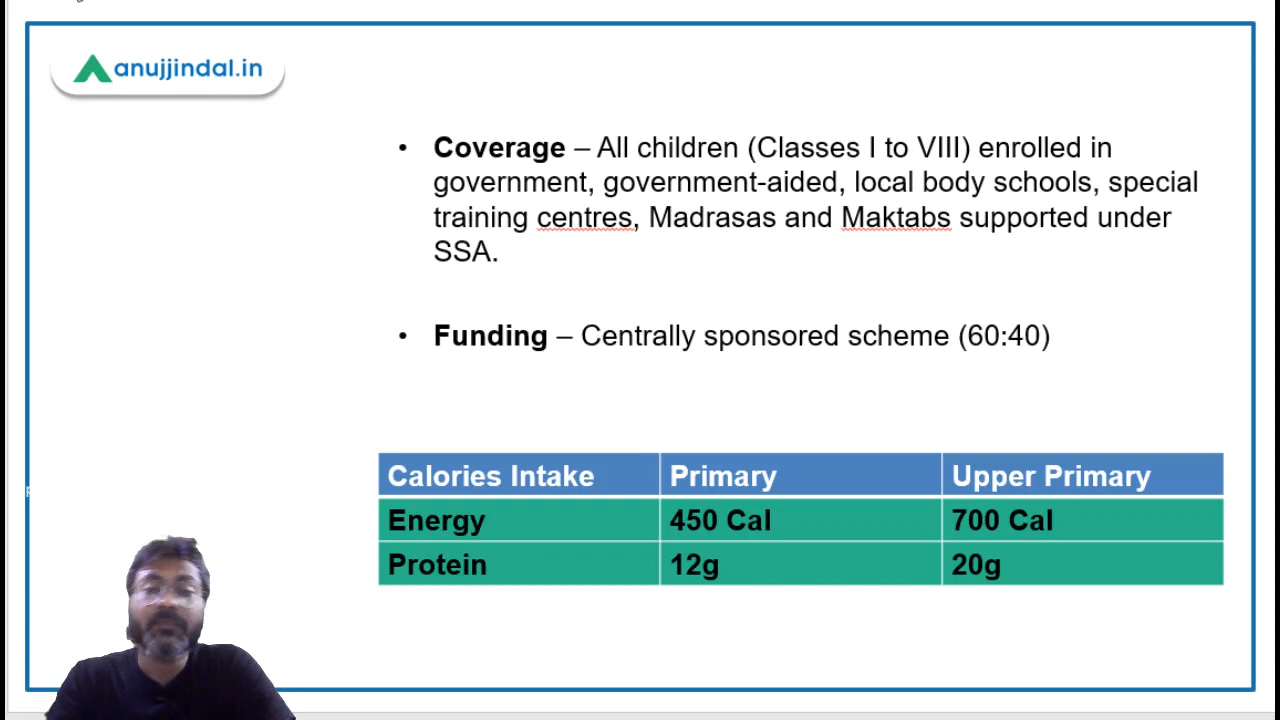 anujjindal.in
• Coverage – All children (Classes I to VIII) enrolled in
government, government-aided, local body schools, special
training centres, Madrasas and Maktabs supported under
SSA.
• Funding – Centrally sponsored scheme (60:40)
Calories Intake Primary Upper Primary
Energy 450 Cal 700 Cal
Protein 12g 20g